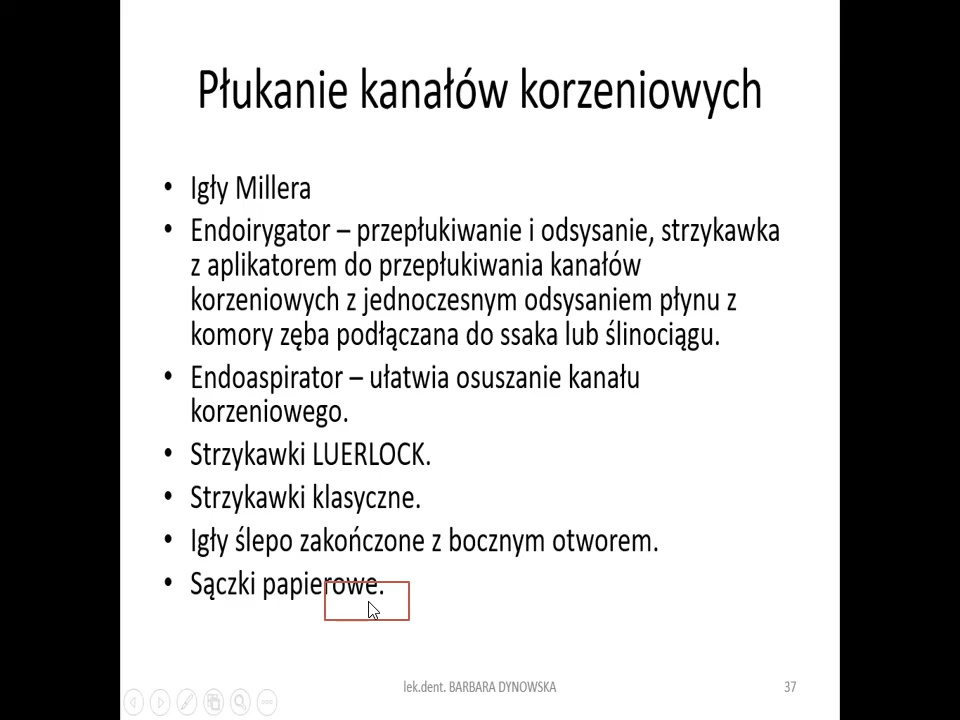 Płukanie kanałów korzeniowych
• Igły Millera
• Endoirygator – przepłukiwanie i odsysanie, strzykawka
z aplikatorem do przepłukiwania kanałów
korzeniowych z jednoczesnym odsysaniem płynu z
komory zęba podłączana do ssaka lub ślinociągu.
• Endoaspirator – ułatwia osuszanie kanału
korzeniowego.
• Strzykawki LUERLOCK.
• Strzykawki klasyczne.
• Igły ślepo zakończone z bocznym otworem.
• Sączki papierowe.
lek.dent. BARBARA DYNOWSKA
37